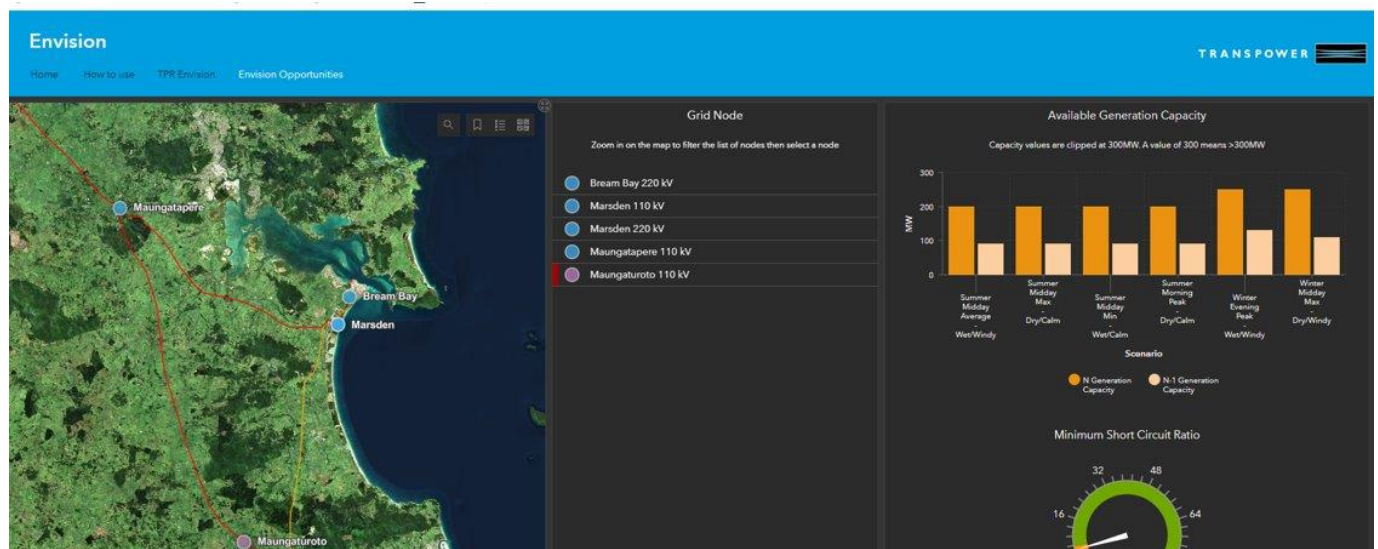 Envision
TRANSPOWER
Home How to use TPR Envision Envision Opportunities
Maungatapere
Bream Bay
Marsden
Maungaturoto
Grid Node
Zoom in on the map to filter the list of nodes then select a node
Bream Bay 220 kV
Marsden 110 kV
Marsden 220 kV
Maungatapere 110 kV
Maungaturoto 110 kV
Available Generation Capacity
Capacity values are clipped at 300MW. A value of 300 means >300MW
MW
300
200
100
0
Summer
Midday
Average
-
Wet/Windy
Summer
Midday
Max
-
Dry/Calm
Summer
Midday
Min
-
Wet/Calm
Summer
Morning
Peak
-
Dry/Calm
Winter
Evening
Peak
-
Wet/Windy
Winter
Midday
Max
-
Dry/Windy
Scenario
N Generation
Capacity
N-1 Generation
Capacity
Minimum Short Circuit Ratio
32 48
16 64